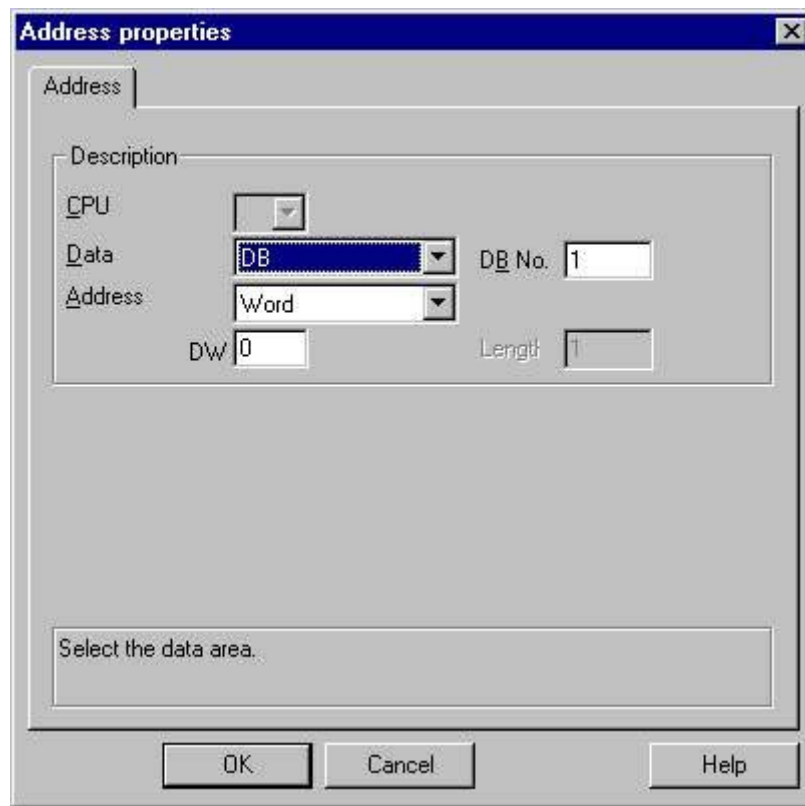 Address properties
Address
Description
CPU
Data DB DB No. 1
Address Word
DW 0 Length 1
Select the data area.
OK Cancel Help